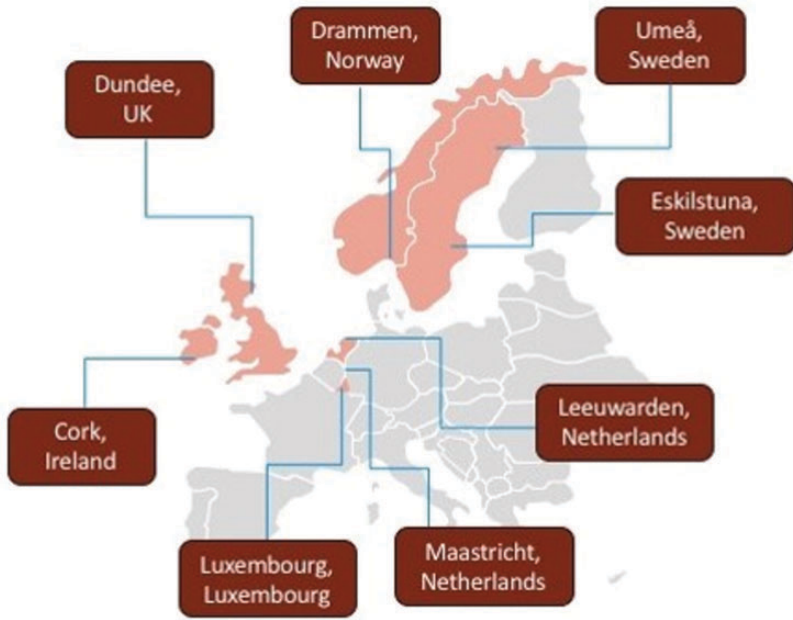 Drammen,
Norway
Umeå,
Sweden
Dundee,
UK
Eskilstuna,
Sweden
Leeuwarden,
Netherlands
Cork,
Ireland
Luxembourg,
Luxembourg
Maastricht,
Netherlands